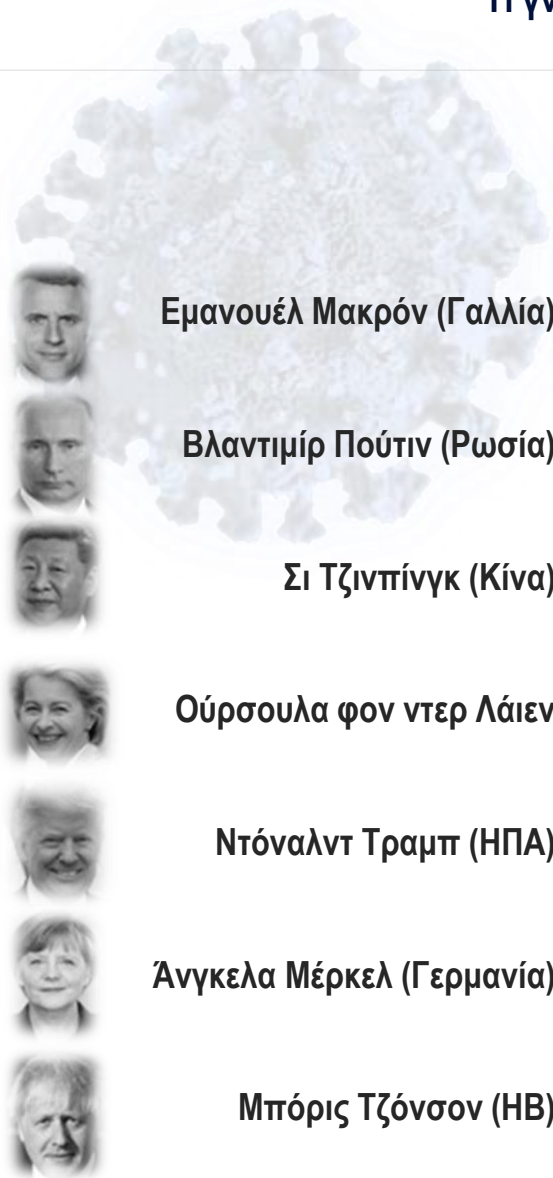 Εμανουέλ Μακρόν (Γαλλία)
Βλαντιμίρ Πούτιν (Ρωσία)
Σι Τζινπίνγκ (Κίνα)
Ούρσουλα φον ντερ Λάιεν
Ντόναλντ Τραμπ (ΗΠΑ)
Άνγκελα Μέρκελ (Γερμανία)
Μπόρις Τζόνσον (ΗΒ)